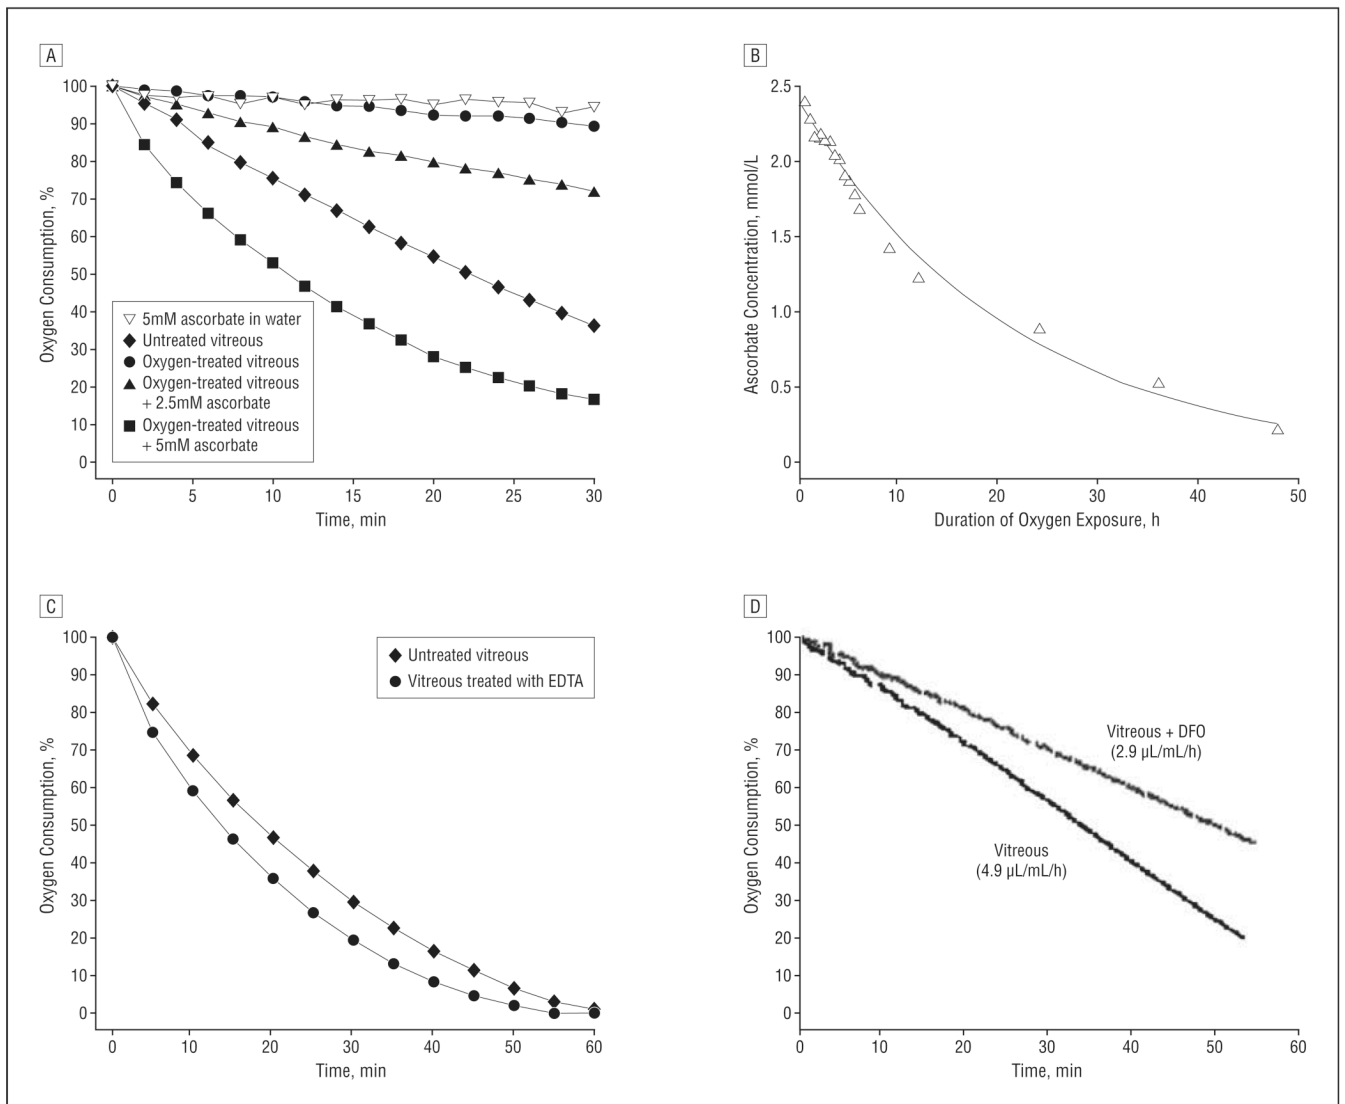 A
Oxygen Consumption, %
100
90
80
70
60
50
40
30
20
10
0
5mM ascorbate in water
Untreated vitreous
Oxygen-treated vitreous
Oxygen-treated vitreous
+ 2.5mM ascorbate
Oxygen-treated vitreous
+ 5mM ascorbate
0 5 10 15 20 25 30
Time, min
B
Ascorbate Concentration, mmol/L
2.5
2.0
1.5
1.0
0.5
0
0 10 20 30 40 50
Duration of Oxygen Exposure, h
C
Oxygen Consumption, %
100
90
80
70
60
50
40
30
20
10
0
Untreated vitreous
Vitreous treated with EDTA
0 10 20 30 40 50 60
Time, min
D
Oxygen Consumption, %
100
90
80
70
60
50
40
30
20
10
0
Vitreous + DFO
(2.9 μL/mL/h)
Vitreous
(4.9 μL/mL/h)
0 10 20 30 40 50 60
Time, min